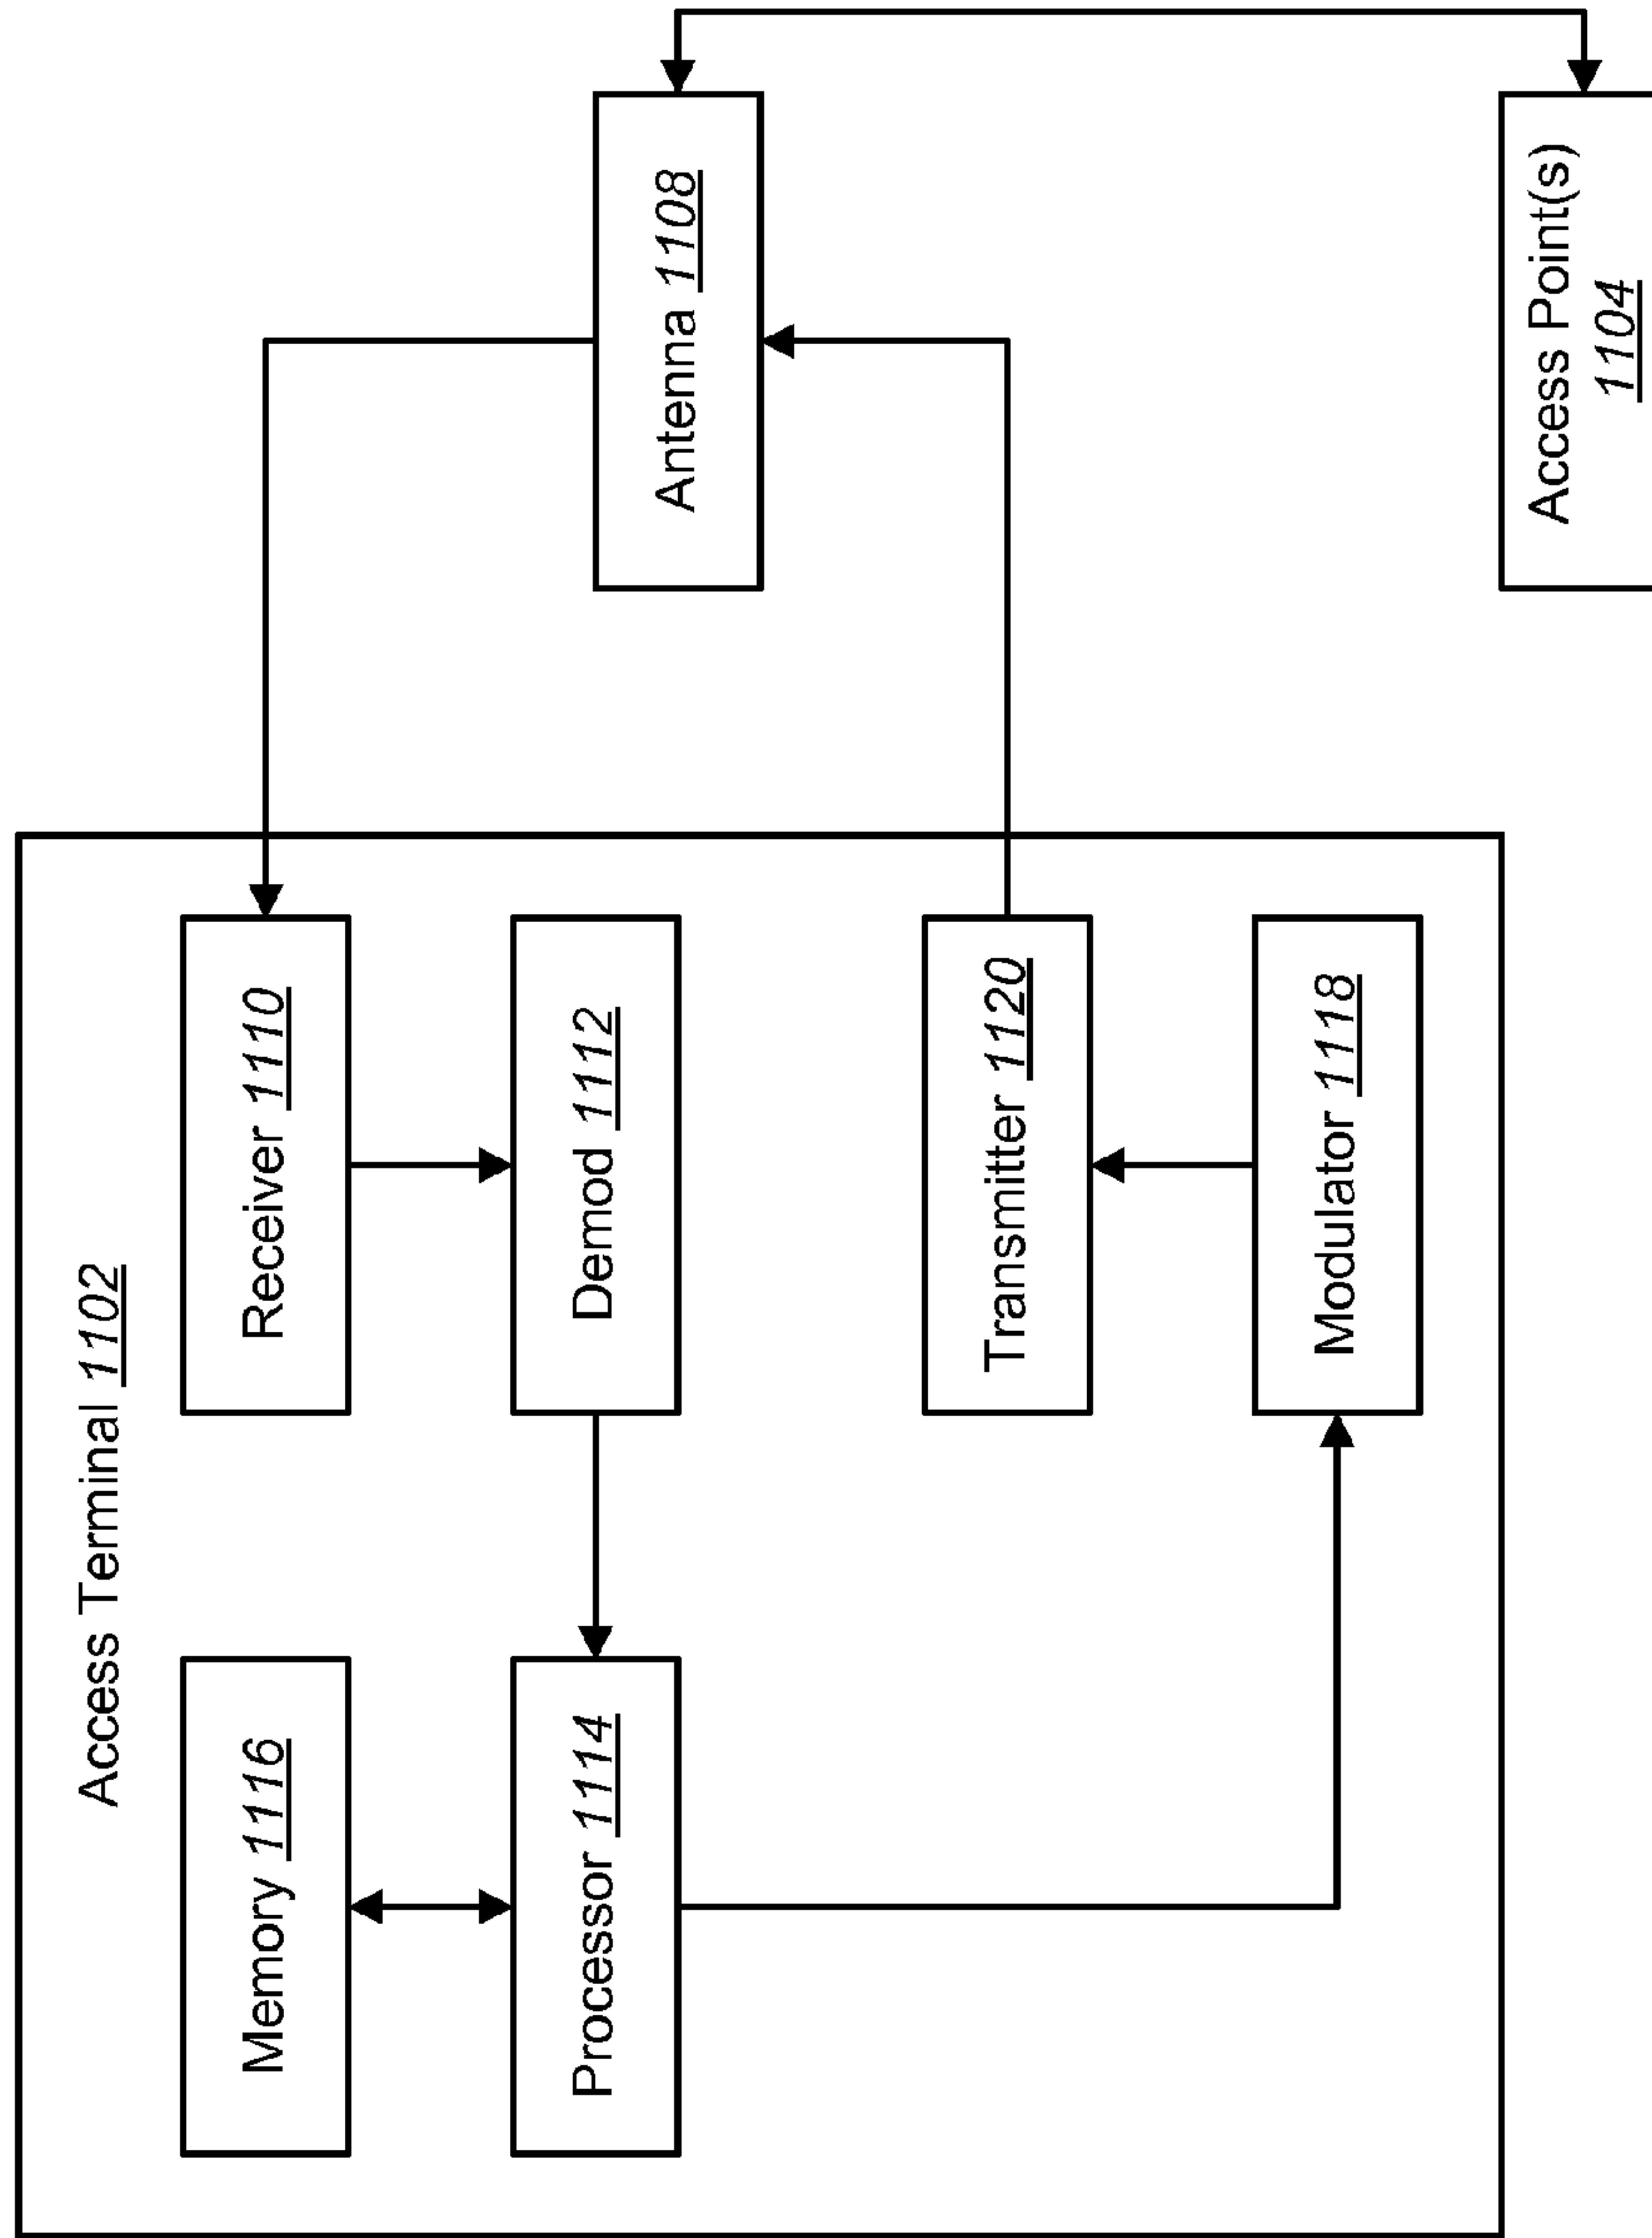 Access Terminal 1102
Memory 1116
Receiver 1110
Antenna 1108
Processor 1114
Demod 1112
Transmitter 1120
Modulator 1118
Access Point(s)
1104